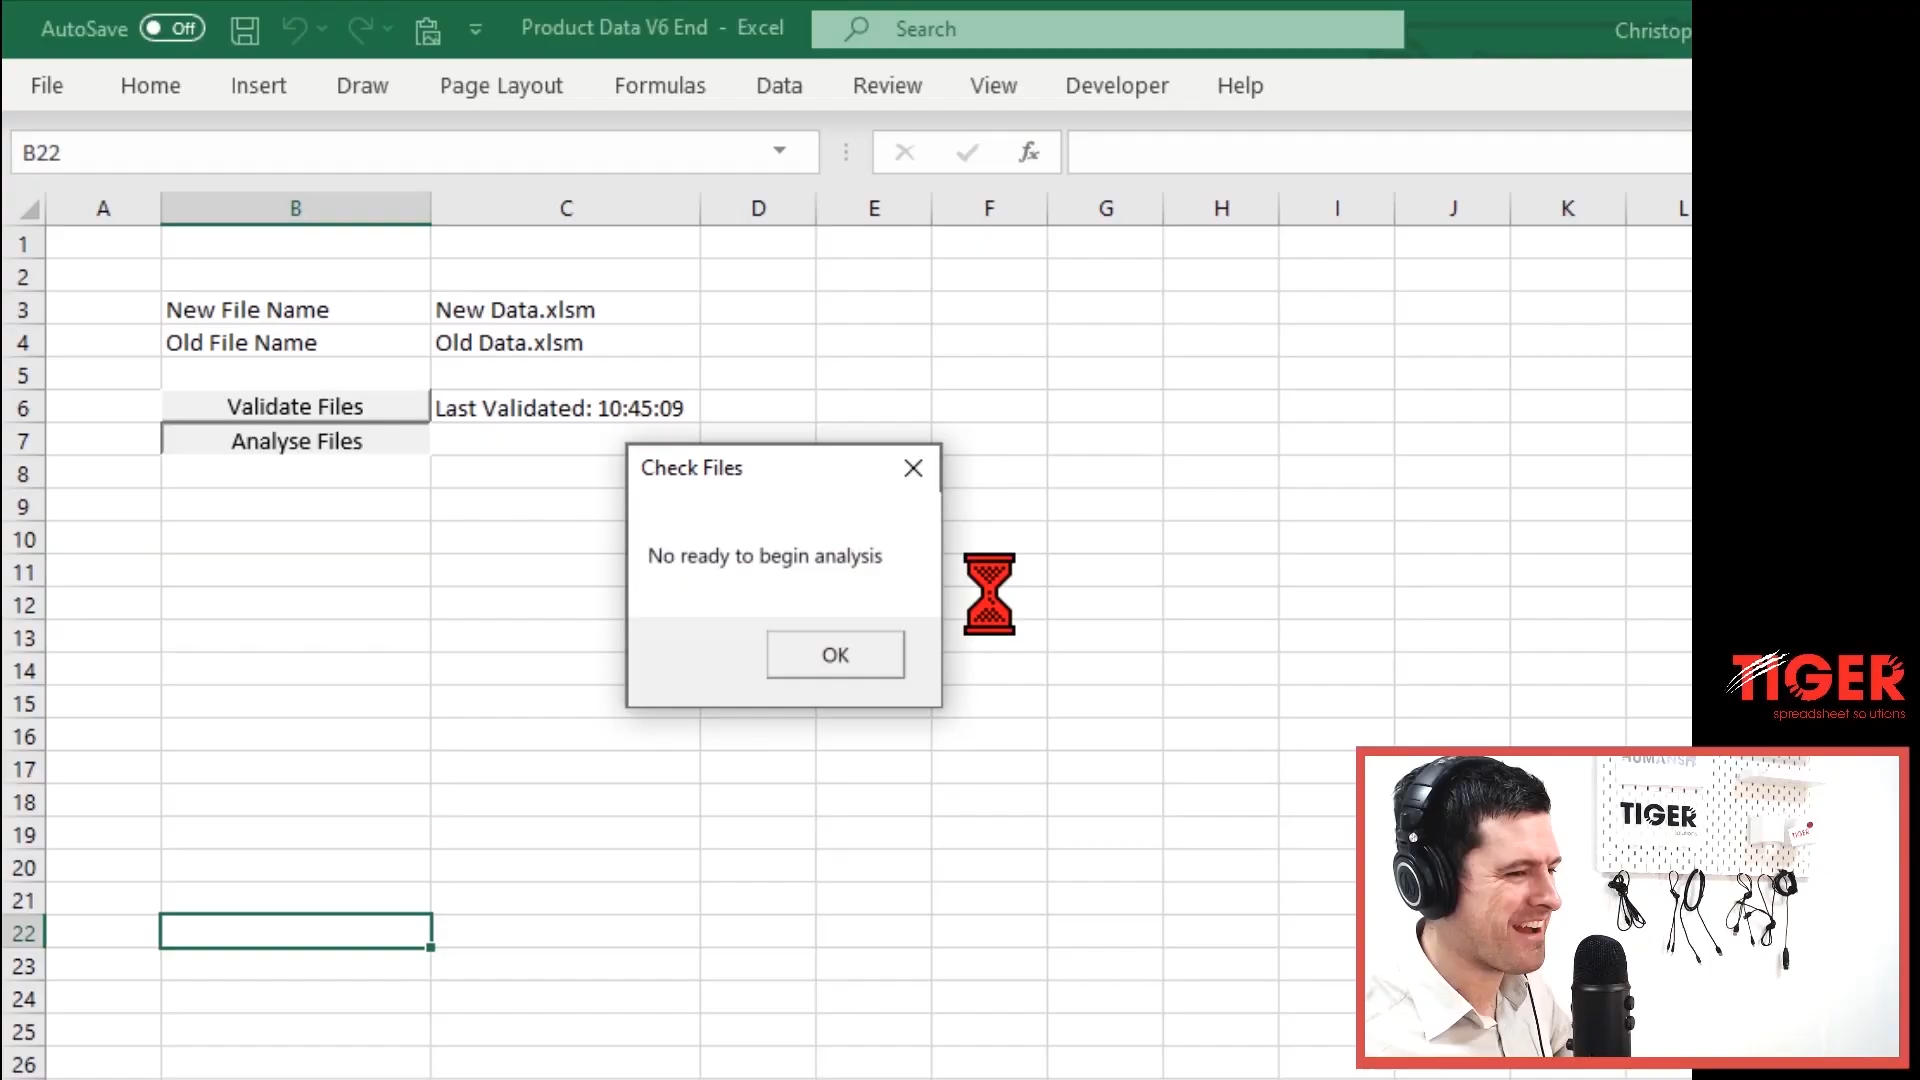 AutoSave Off Product Data V6 End - Excel Search Christop
File Home Insert Draw Page Layout Formulas Data Review View Developer Help
B22 fx
A B C D E F G H I J K L
1
2
3 New File Name New Data.xlsm
4 Old File Name Old Data.xlsm
5
6 Validate Files Last Validated: 10:45:09
7 Analyse Files
Check Files
8
9
10
No ready to begin analysis
11
12
13
OK
14
15
16
17
18
19
20
21
22
23
24
25
26
TIGER
spreadsheet solutions
HUMANSH
TIGER
solutions
TIGER